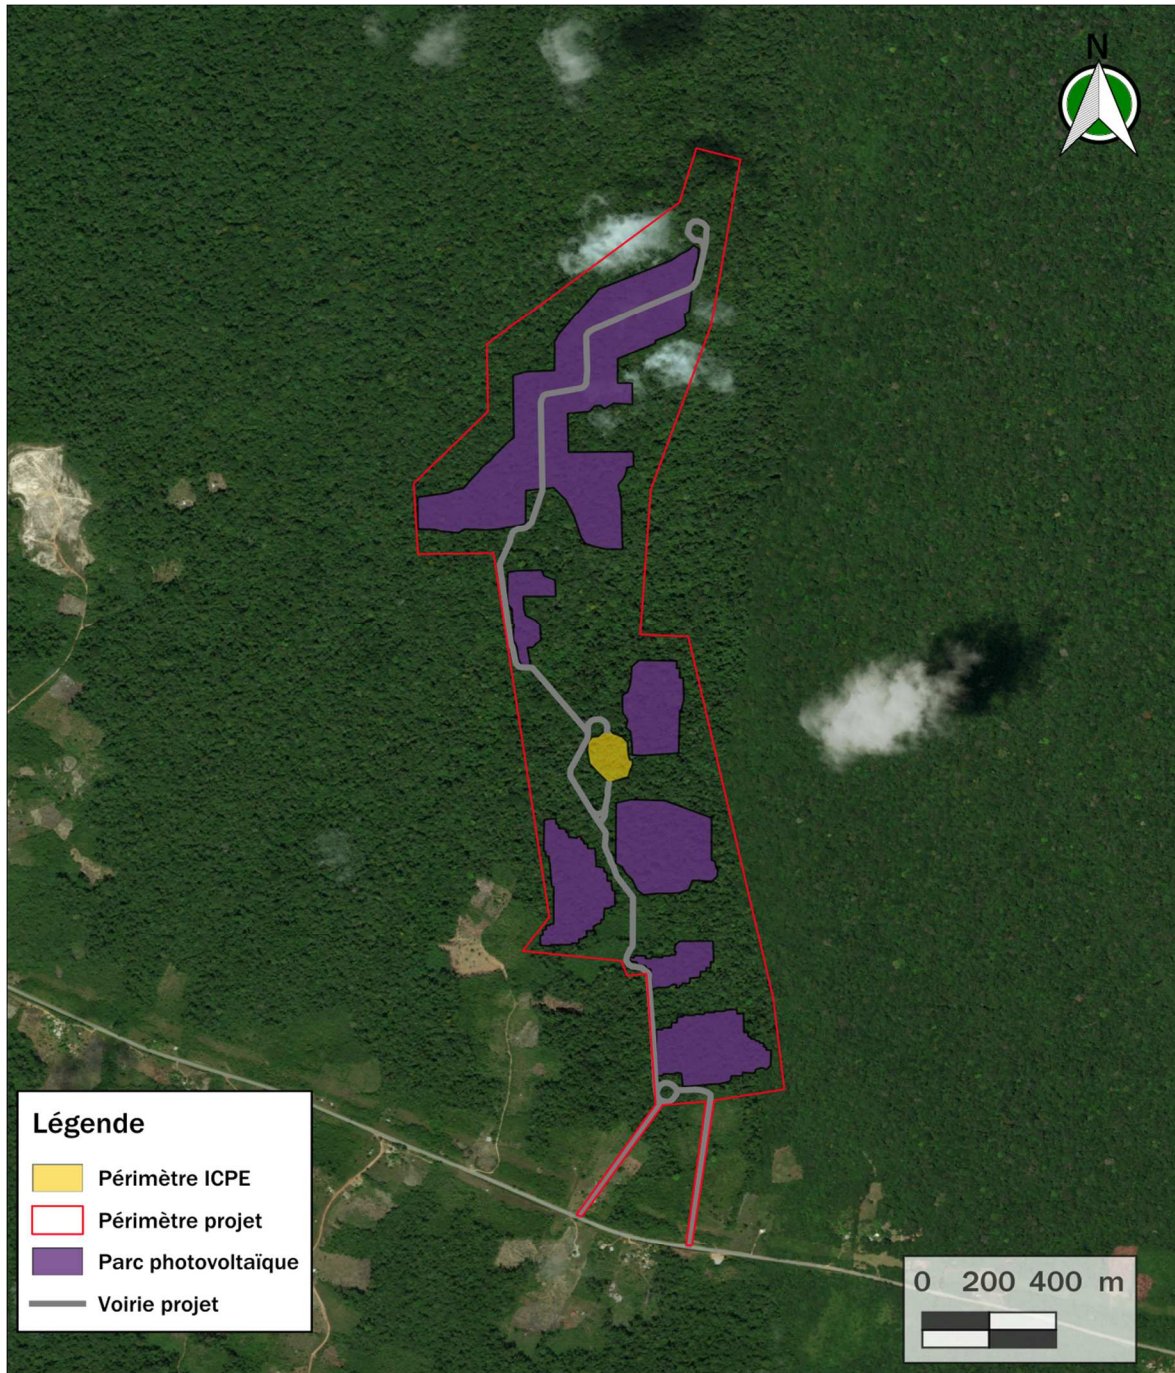 N
Légende
Périmètre ICPE
Périmètre projet
Parc photovoltaïque
Voirie projet
0 200 400 m